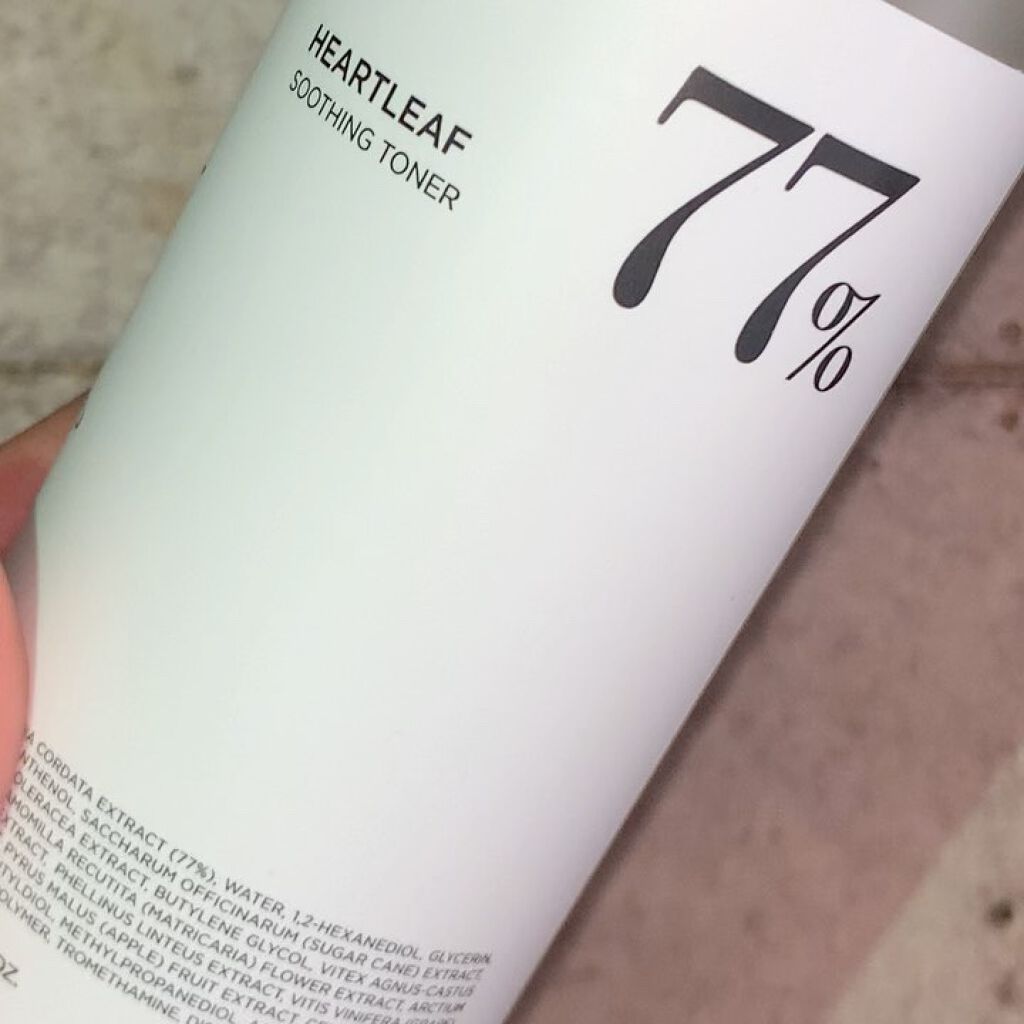 HEARTLEAF
SOOTHING TONER
77%
A CORDATA EXTRACT (77%), WATER, 1,2-HEXANEDIOL, GLYCERIN,
NTHENOL, SACCHARUM OFFICINARUM (SUGAR CANE) EXTRACT,
OLERACEA EXTRACT, BUTYLENE GLYCOL, VITEX AGNUS-CASTUS
AMOMILLA RECUTITA (MATRICARIA) FLOWER EXTRACT, ARCTIUM
TRACT, PHELLINUS LINTEUS EXTRACT, VITIS VINIFERA (GRAPE)
PYRUS MALUS (APPLE) FRUIT EXTRACT,
TYLDIOL, METHYLPROPANEDIOL,
OLYMER, TROMETHAMINE,
OZ.